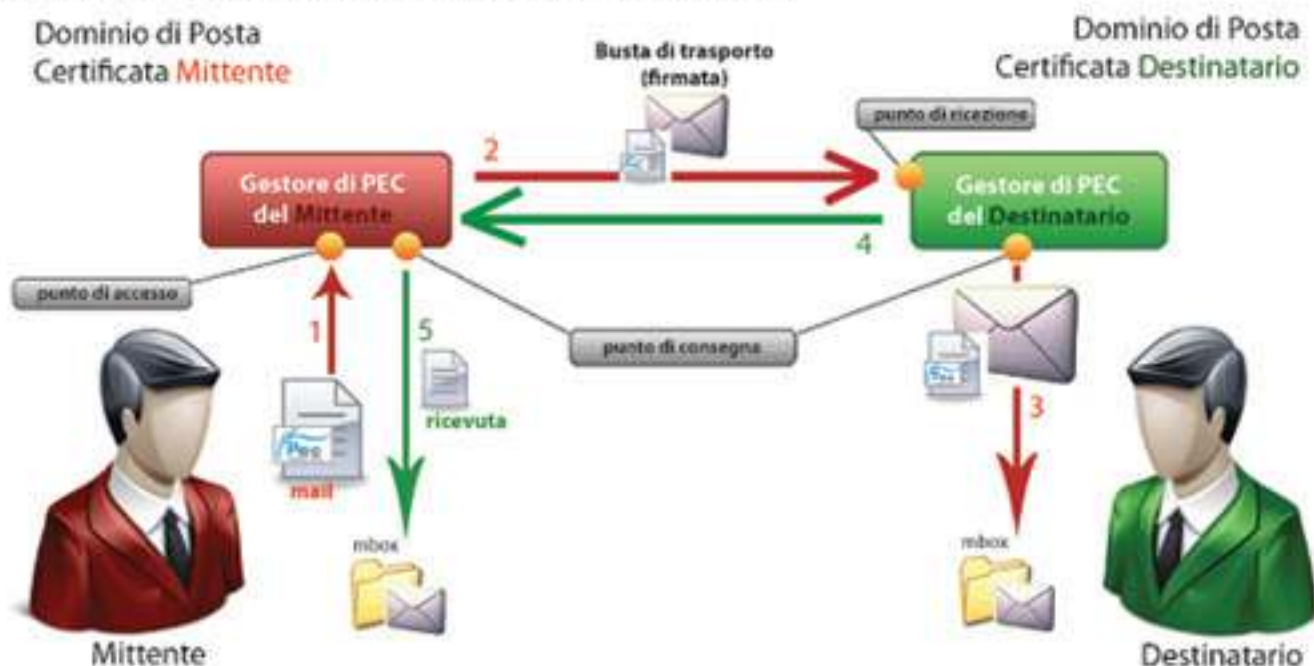 Dominio di Posta
Certificata Mittente
Busta di trasporto
(firmata)
Dominio di Posta
Certificata Destinatario
punto di ricezione
2
Gestore di PEC
del Mittente
Gestore di PEC
del Destinatario
4
punto di accesso
1
5
punto di consegna
ricevuta
Pec
mail
3
mbox
mbox
Mittente
Destinatario